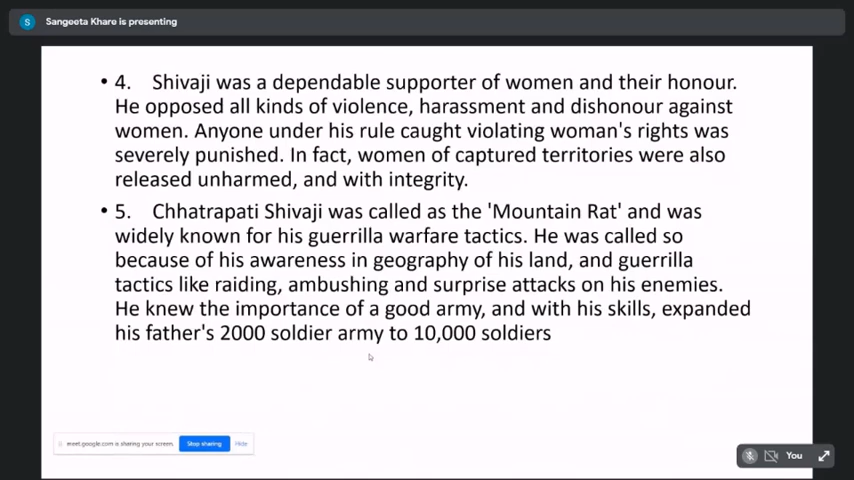 S
Sangeeta Khare is presenting
• 4. Shivaji was a dependable supporter of women and their honour.
He opposed all kinds of violence, harassment and dishonour against
women. Anyone under his rule caught violating woman's rights was
severely punished. In fact, women of captured territories were also
released unharmed, and with integrity.
• 5. Chhatrapati Shivaji was called as the 'Mountain Rat' and was
widely known for his guerrilla warfare tactics. He was called so
because of his awareness in geography of his land, and guerrilla
tactics like raiding, ambushing and surprise attacks on his enemies.
He knew the importance of a good army, and with his skills, expanded
his father's 2000 soldier army to 10,000 soldiers
meet.google.com is sharing your screen.
Stop sharing
Hide
You